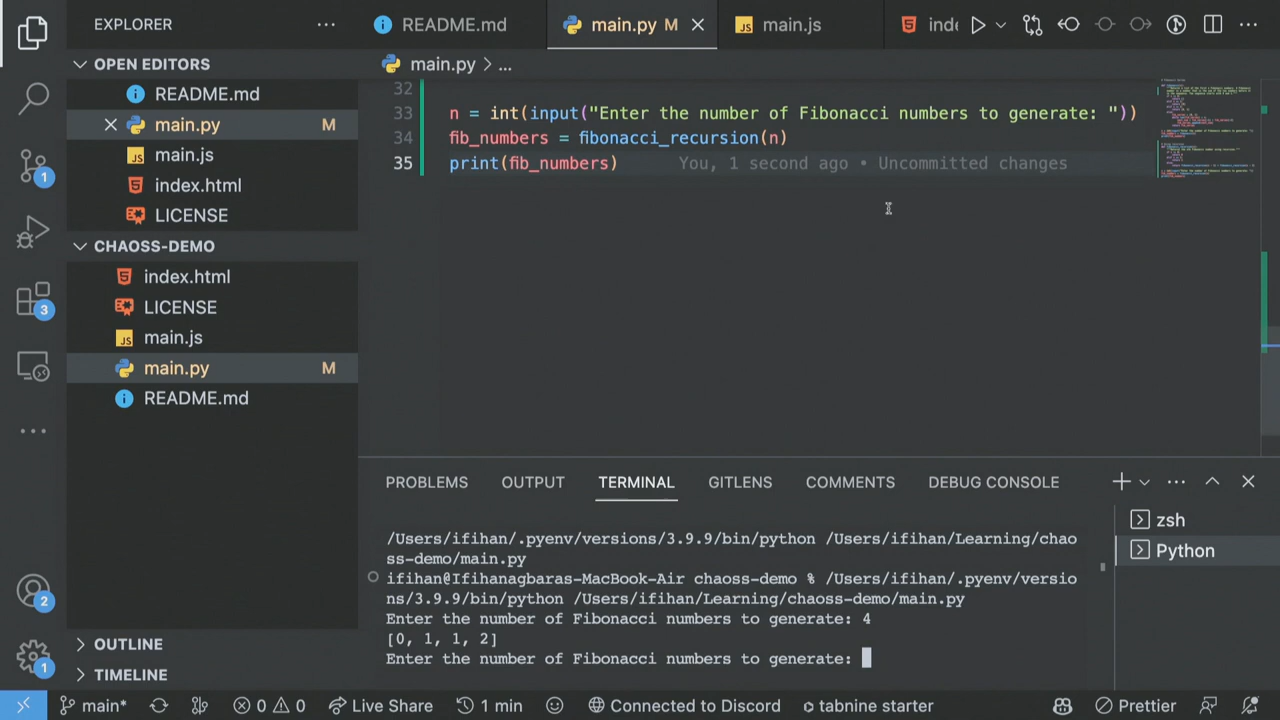 EXPLORER
README.md
main.py M
main.js
inde
OPEN EDITORS
README.md
main.py M
main.js
index.html
LICENSE
CHAOSS-DEMO
index.html
LICENSE
main.js
main.py M
README.md
OUTLINE
TIMELINE
1
3
2
1
main.py > ...
32
33 n = int(input("Enter the number of Fibonacci numbers to generate: "))
34 fib_numbers = fibonacci_recursion(n)
35 print(fib_numbers) You, 1 second ago • Uncommitted changes
PROBLEMS OUTPUT TERMINAL GITLENS COMMENTS DEBUG CONSOLE
/Users/ifihan/.pyenv/versions/3.9.9/bin/python /Users/ifihan/Learning/chao
ss-demo/main.py
ifihan@Ifihanagbaras-MacBook-Air chaoss-demo % /Users/ifihan/.pyenv/versio
ns/3.9.9/bin/python /Users/ifihan/Learning/chaoss-demo/main.py
Enter the number of Fibonacci numbers to generate: 4
[0, 1, 1, 2]
Enter the number of Fibonacci numbers to generate:
zsh
Python
main* 0 0 Live Share 1 min Connected to Discord tabnine starter Prettier